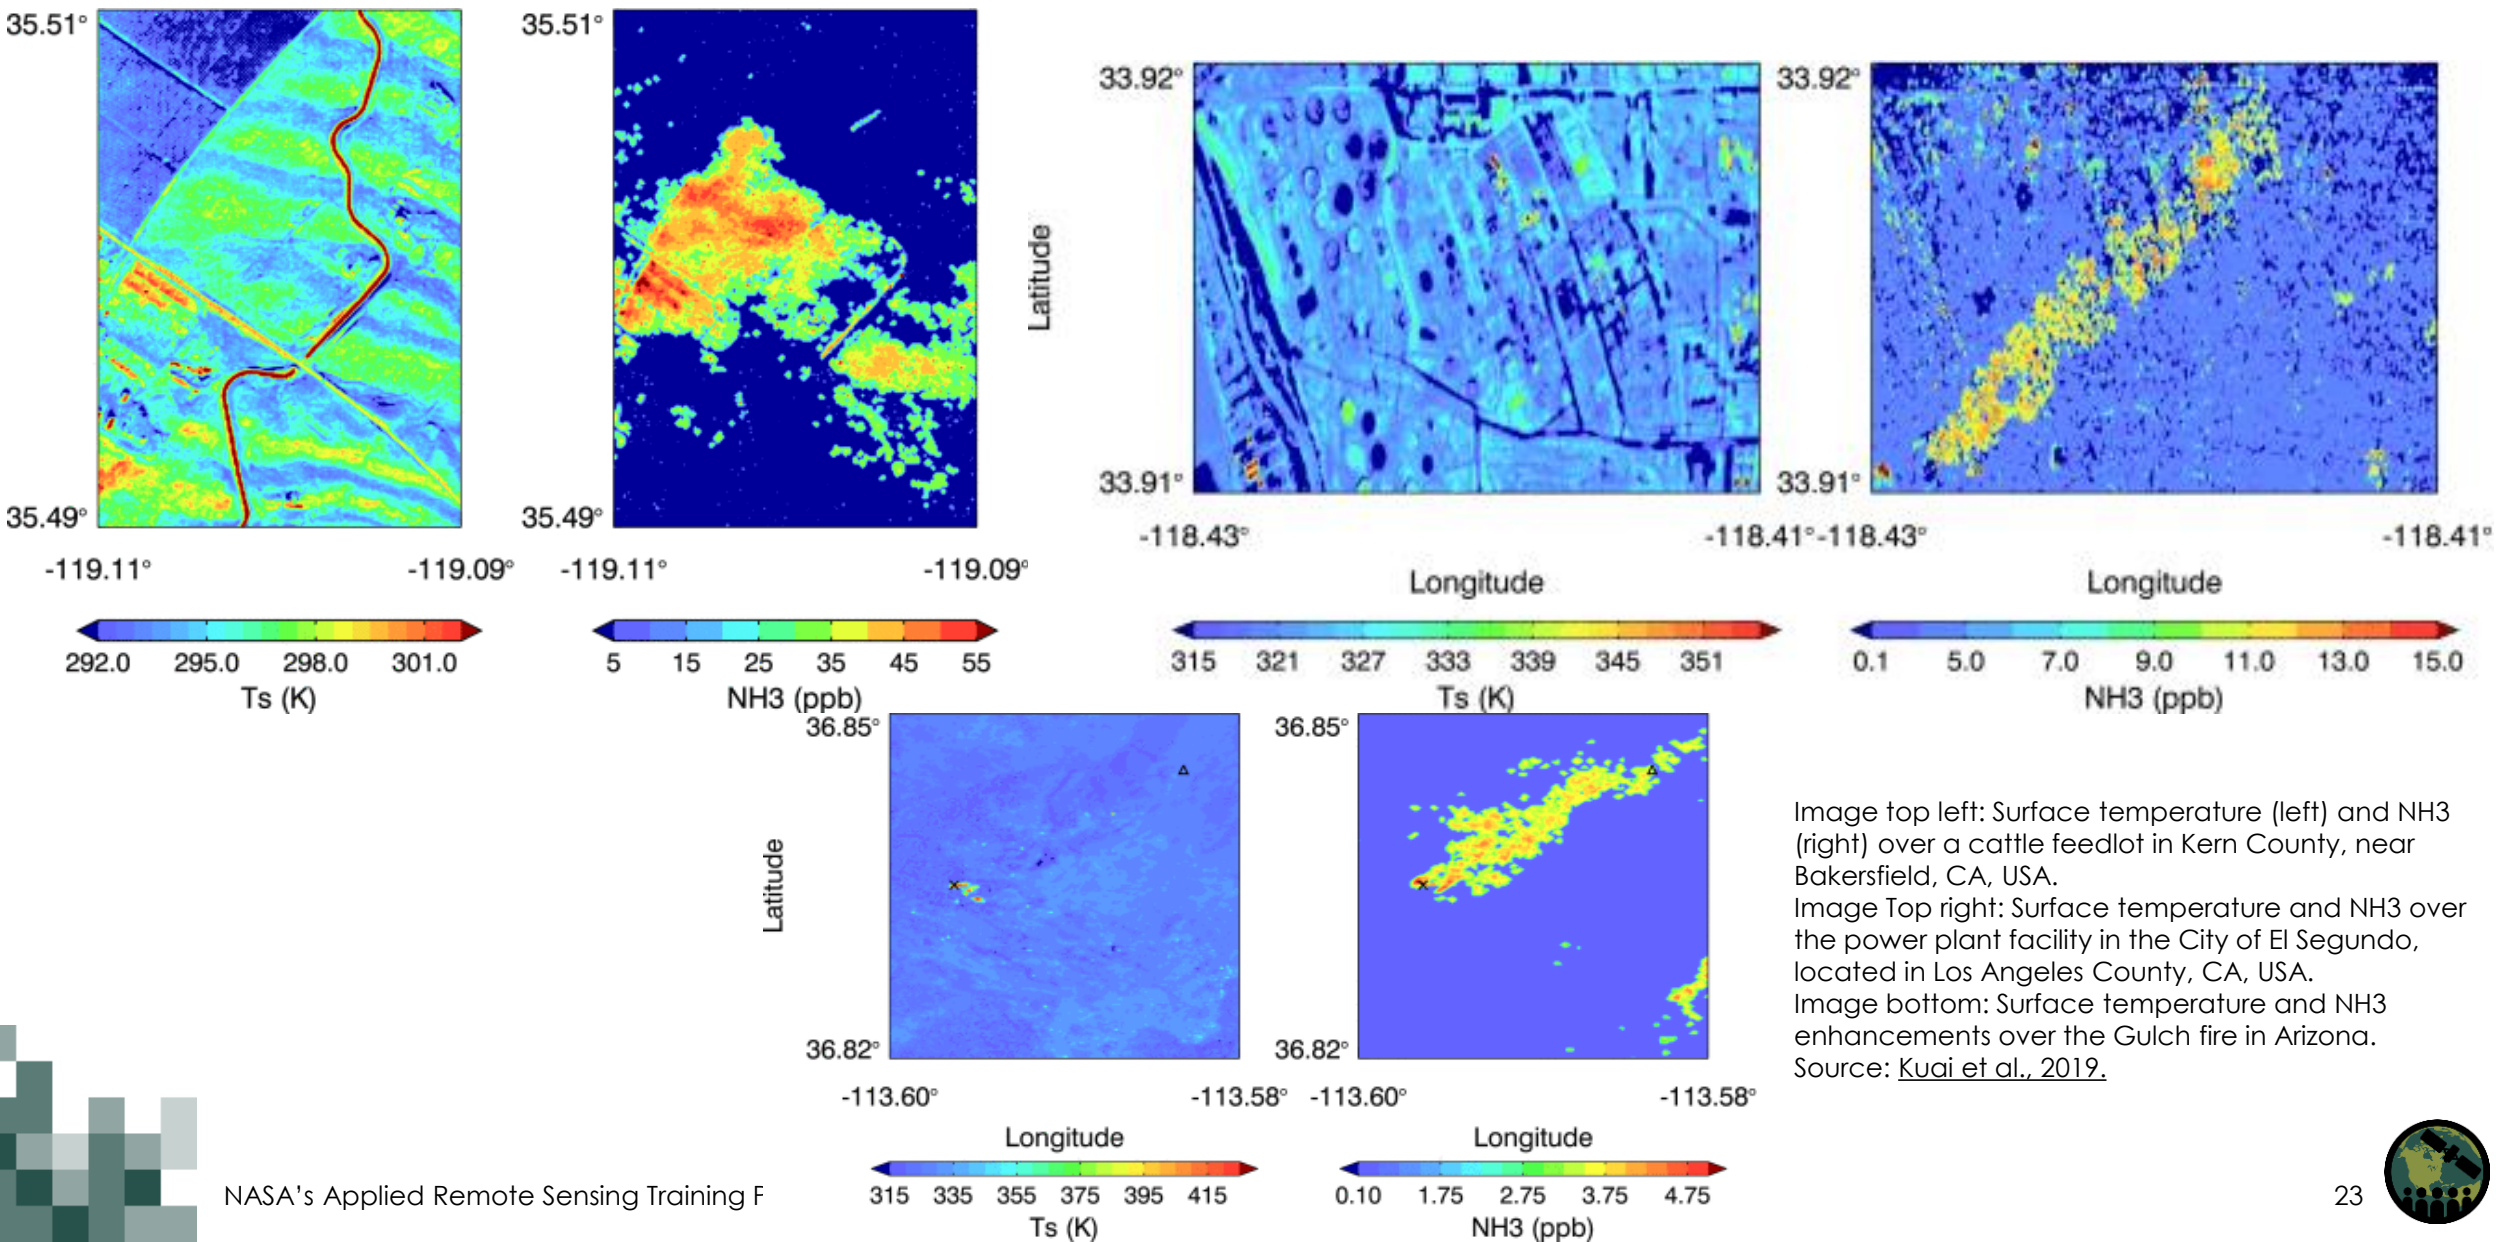 35.51°
35.49°
-119.11°
-119.09°
292.0 295.0 298.0 301.0
Ts (K)
35.51°
35.49°
-119.11°
-119.09°
5 15 25 35 45 55
NH3 (ppb)
Latitude
33.92°
33.91°
-118.43°
-118.41°
Longitude
315 321 327 333 339 345 351
Ts (K)
33.92°
33.91°
-118.43°
-118.41°
Longitude
0.1 5.0 7.0 9.0 11.0 13.0 15.0
NH3 (ppb)
Latitude
36.85°
36.82°
-113.60°
-113.58°
Longitude
315 335 355 375 395 415
Ts (K)
36.85°
36.82°
-113.60°
-113.58°
Longitude
0.10 1.75 2.75 3.75 4.75
NH3 (ppb)
Image top left: Surface temperature (left) and NH3
(right) over a cattle feedlot in Kern County, near
Bakersfield, CA, USA.
Image Top right: Surface temperature and NH3 over
the power plant facility in the City of El Segundo,
located in Los Angeles County, CA, USA.
Image bottom: Surface temperature and NH3
enhancements over the Gulch fire in Arizona.
Source: Kuai et al., 2019.
NASA's Applied Remote Sensing Training F
23